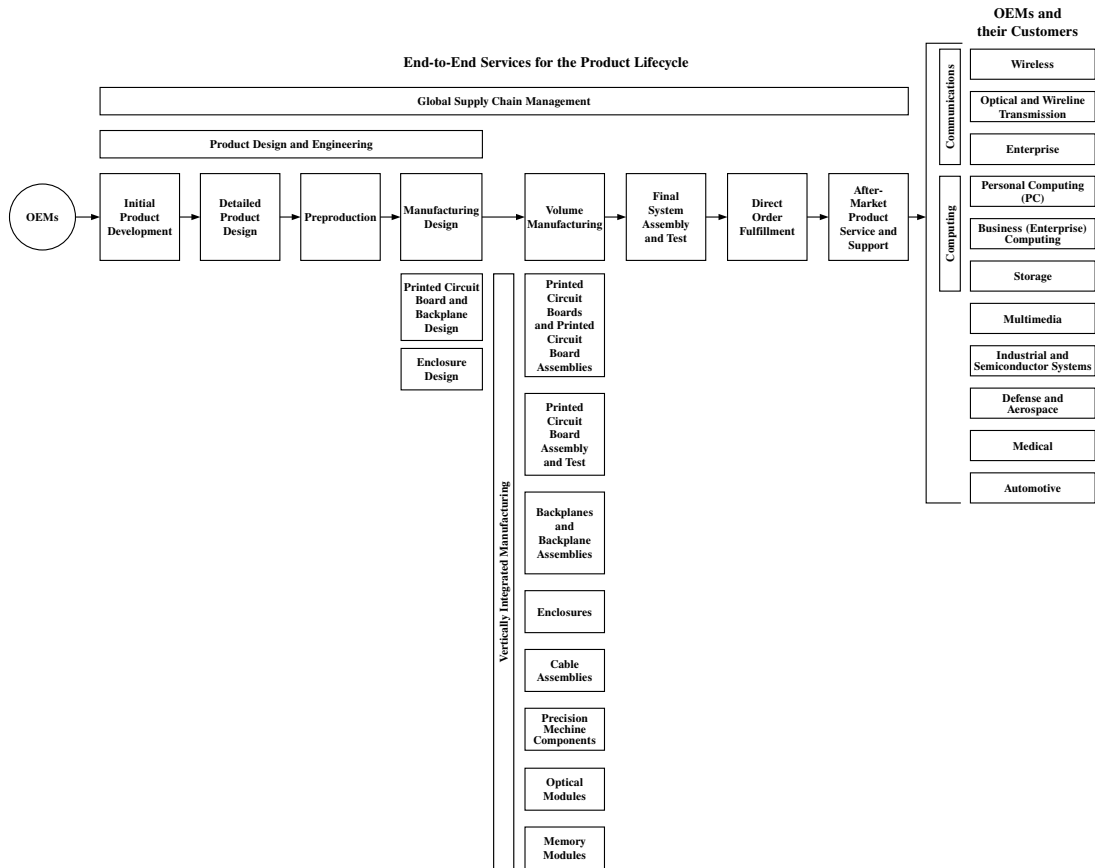 OEMs and
their Customers
End-to-End Services for the Product Lifecycle
Global Supply Chain Management
Product Design and Engineering
OEMs
Initial
Product
Development
Detailed
Product
Design
Preproduction
Manufacturing
Design
Volume
Manufacturing
Final
System
Assembly
and Test
Direct
Order
Fulfillment
After-
Market
Product
Service and
Support
Printed Circuit
Board and
Backplane
Design
Enclosure
Design
Vertically Integrated Manufacturing
Printed
Circuit
Boards
and Printed
Circuit
Board
Assemblies
Printed
Circuit
Board
Assembly
and Test
Backplanes
and
Backplane
Assemblies
Enclosures
Cable
Assemblies
Precision
Mechine
Components
Optical
Modules
Memory
Modules
Communications
Wireless
Optical and Wireline
Transmission
Enterprise
Computing
Personal Computing
(PC)
Business (Enterprise)
Computing
Storage
Multimedia
Industrial and
Semiconductor Systems
Defense and
Aerospace
Medical
Automotive